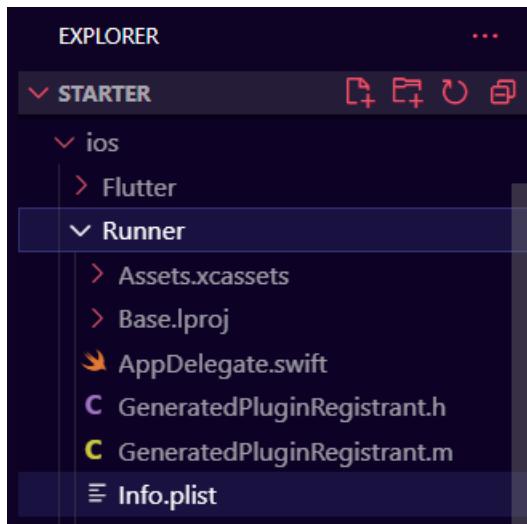 EXPLORER
STARTER
ios
Flutter
Runner
Assets.xcassets
Base.lproj
AppDelegate.swift
C GeneratedPluginRegistrant.h
C GeneratedPluginRegistrant.m
Info.plist